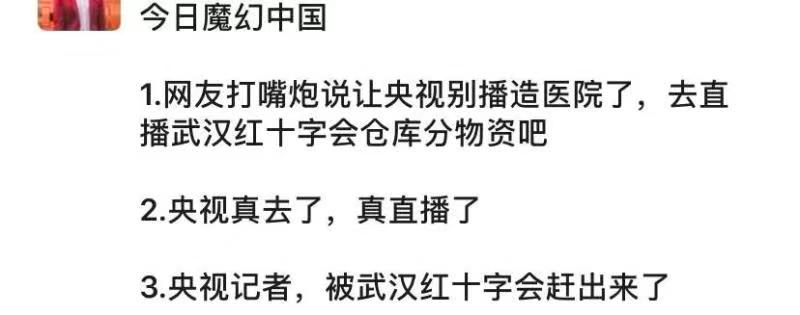 今日魔幻中国
1.网友打嘴炮说让央视别播造医院了，去直
播武汉红十字会仓库分物资吧
2.央视真去了，真直播了
3.央视记者，被武汉红十字会赶出来了